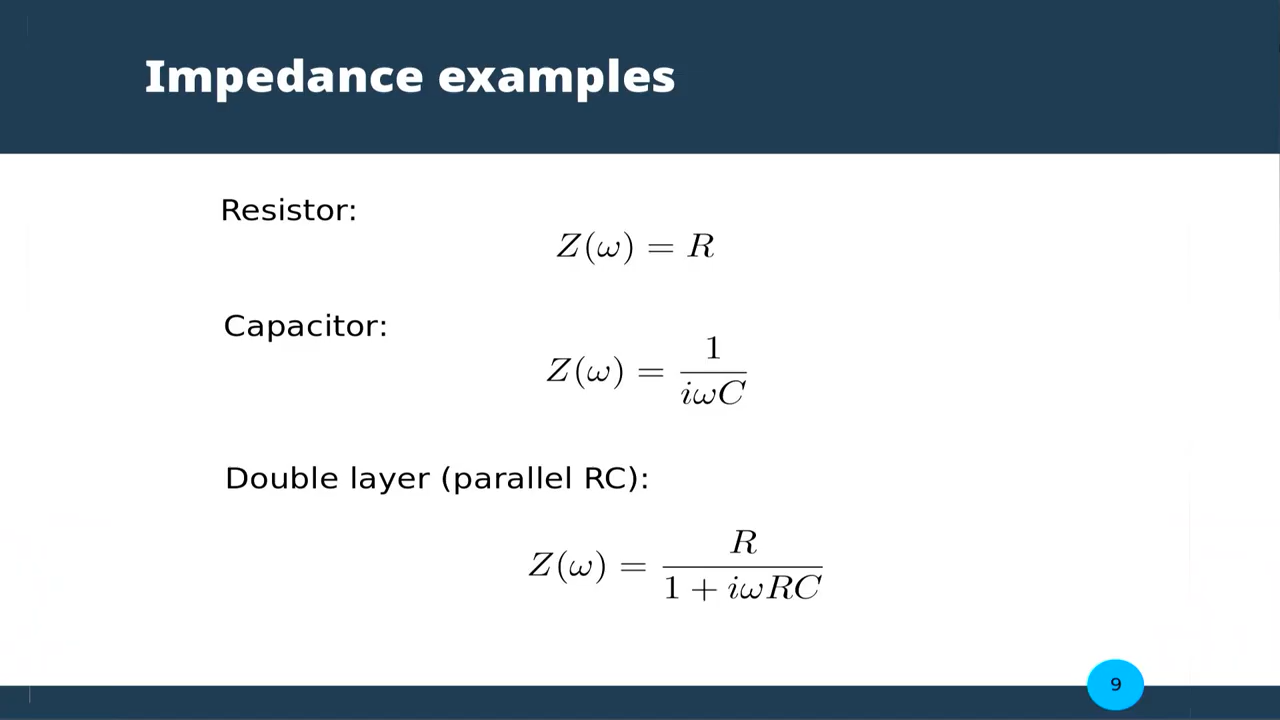 Impedance examples
Resistor:
Z(ω) = R
Capacitor:
Z(ω) = 1/(iωC)
Double layer (parallel RC):
Z(ω) = R/(1 + iωRC)
9